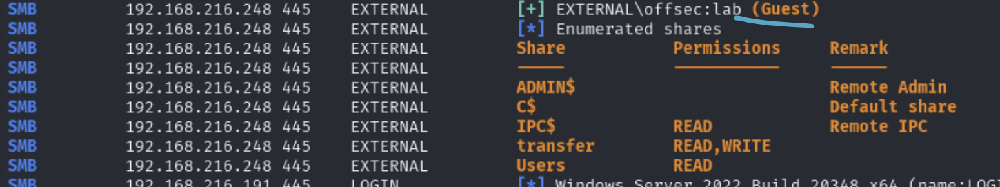 SMB 192.168.216.248 445 EXTERNAL [+] EXTERNAL\offsec:lab (Guest)
SMB 192.168.216.248 445 EXTERNAL [*] Enumerated shares
SMB 192.168.216.248 445 EXTERNAL Share Permissions Remark
SMB 192.168.216.248 445 EXTERNAL ----- ----------- ------
SMB 192.168.216.248 445 EXTERNAL ADMIN$ Remote Admin
SMB 192.168.216.248 445 EXTERNAL C$ Default share
SMB 192.168.216.248 445 EXTERNAL IPC$ READ Remote IPC
SMB 192.168.216.248 445 EXTERNAL transfer READ,WRITE
SMB 192.168.216.248 445 EXTERNAL Users READ
SMB 192.168.216.191 445 LOGIN [*] Windows Server 2022 Build 20348 x64 (name:LOGI